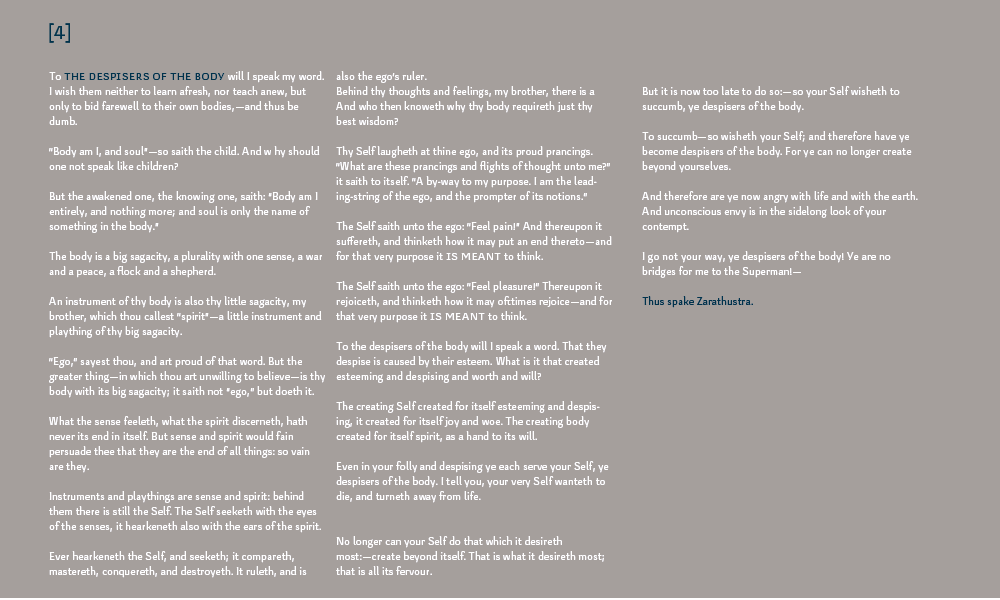 [4]
To THE DESPISERS OF THE BODY will I speak my word.
I wish them neither to learn afresh, nor teach anew, but
only to bid farewell to their own bodies,—and thus be
dumb.
"Body am I, and soul"—so saith the child. And w hy should
one not speak like children?
But the awakened one, the knowing one, saith: "Body am I
entirely, and nothing more; and soul is only the name of
something in the body."
The body is a big sagacity, a plurality with one sense, a war
and a peace, a flock and a shepherd.
An instrument of thy body is also thy little sagacity, my
brother, which thou callest "spirit"—a little instrument and
plaything of thy big sagacity.
"Ego," sayest thou, and art proud of that word. But the
greater thing—in which thou art unwilling to believe—is thy
body with its big sagacity; it saith not "ego," but doeth it.
What the sense feeleth, what the spirit discerneth, hath
never its end in itself. But sense and spirit would fain
persuade thee that they are the end of all things: so vain
are they.
Instruments and playthings are sense and spirit: behind
them there is still the Self. The Self seeketh with the eyes
of the senses, it hearkeneth also with the ears of the spirit.
Ever hearkeneth the Self, and seeketh; it compareth,
mastereth, conquereth, and destroyeth. It ruleth, and is
also the ego's ruler.
Behind thy thoughts and feelings, my brother, there is a
And who then knoweth why thy body requireth just thy
best wisdom?
Thy Self laugheth at thine ego, and its proud prancings.
"What are these prancings and flights of thought unto me?"
it saith to itself. "A by-way to my purpose. I am the lead-
ing-string of the ego, and the prompter of its notions."
The Self saith unto the ego: "Feel pain!" And thereupon it
suffereth, and thinketh how it may put an end thereto—and
for that very purpose it IS MEANT to think.
The Self saith unto the ego: "Feel pleasure!" Thereupon it
rejoiceth, and thinketh how it may ofttimes rejoice—and for
that very purpose it IS MEANT to think.
To the despisers of the body will I speak a word. That they
despise is caused by their esteem. What is it that created
esteeming and despising and worth and will?
The creating Self created for itself esteeming and despis-
ing, it created for itself joy and woe. The creating body
created for itself spirit, as a hand to its will.
Even in your folly and despising ye each serve your Self, ye
despisers of the body. I tell you, your very Self wanteth to
die, and turneth away from life.
No longer can your Self do that which it desireth
most:—create beyond itself. That is what it desireth most;
that is all its fervour.
But it is now too late to do so:—so your Self wisheth to
succumb, ye despisers of the body.
To succumb—so wisheth your Self; and therefore have ye
become despisers of the body. For ye can no longer create
beyond yourselves.
And therefore are ye now angry with life and with the earth.
And unconscious envy is in the sidelong look of your
contempt.
I go not your way, ye despisers of the body! Ye are no
bridges for me to the Superman!—
Thus spake Zarathustra.